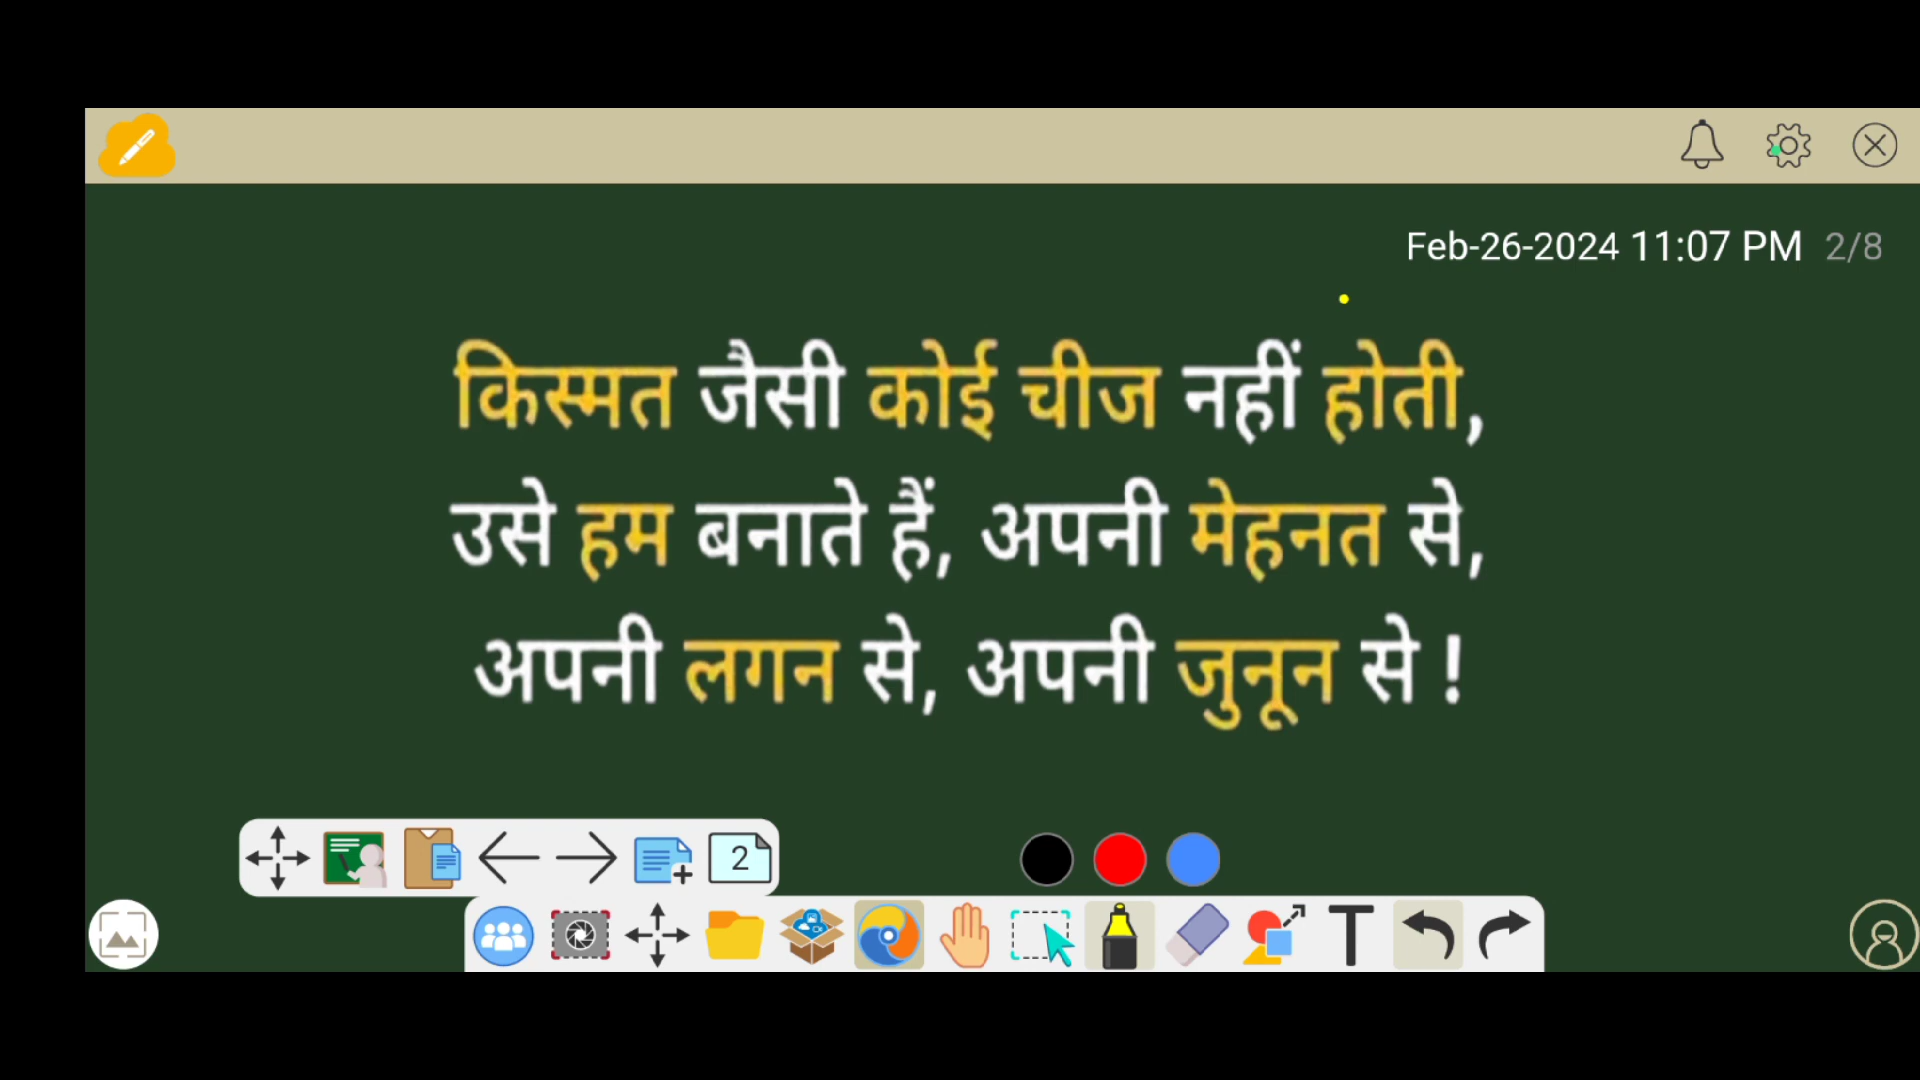 Feb-26-2024 11:07 PM 2/8
किस्मत जैसी कोई चीज नहीं होती,
उसे हम बनाते हैं, अपनी मेहनत से,
अपनी लगन से, अपनी जुनून से !
2
T